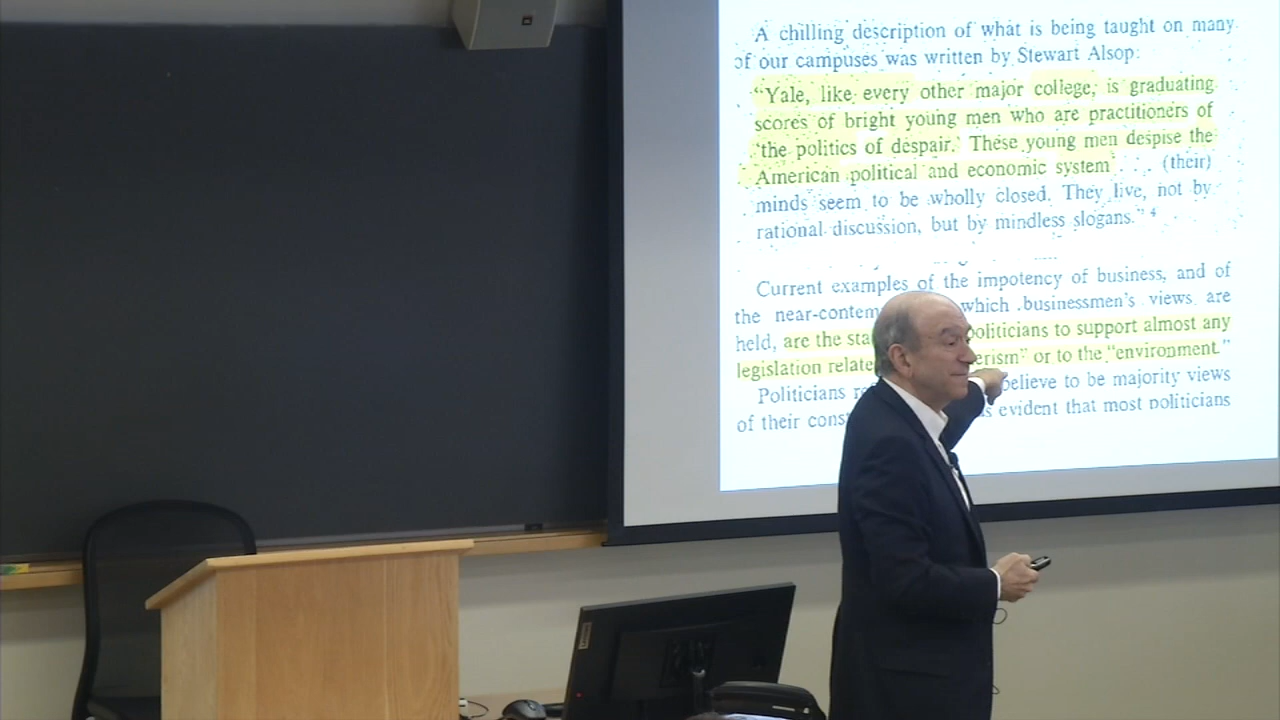 A chilling description of what is being taught on many
of our campuses was written by Stewart Alsop:
"Yale, like every other major college, is graduating
scores of bright young men who are practitioners of
'the politics of despair.' These young men despise the
American political and economic system . . . (their)
minds seem to be wholly closed. They live, not by
rational discussion, but by mindless slogans." 4
Current examples of the impotency of business, and of
the near-contem which businessmen's views are
held, are the sta politicians to support almost any
legislation relate erism" or to the "environment."
Politicians re believe to be majority views
of their cons s evident that most politicians